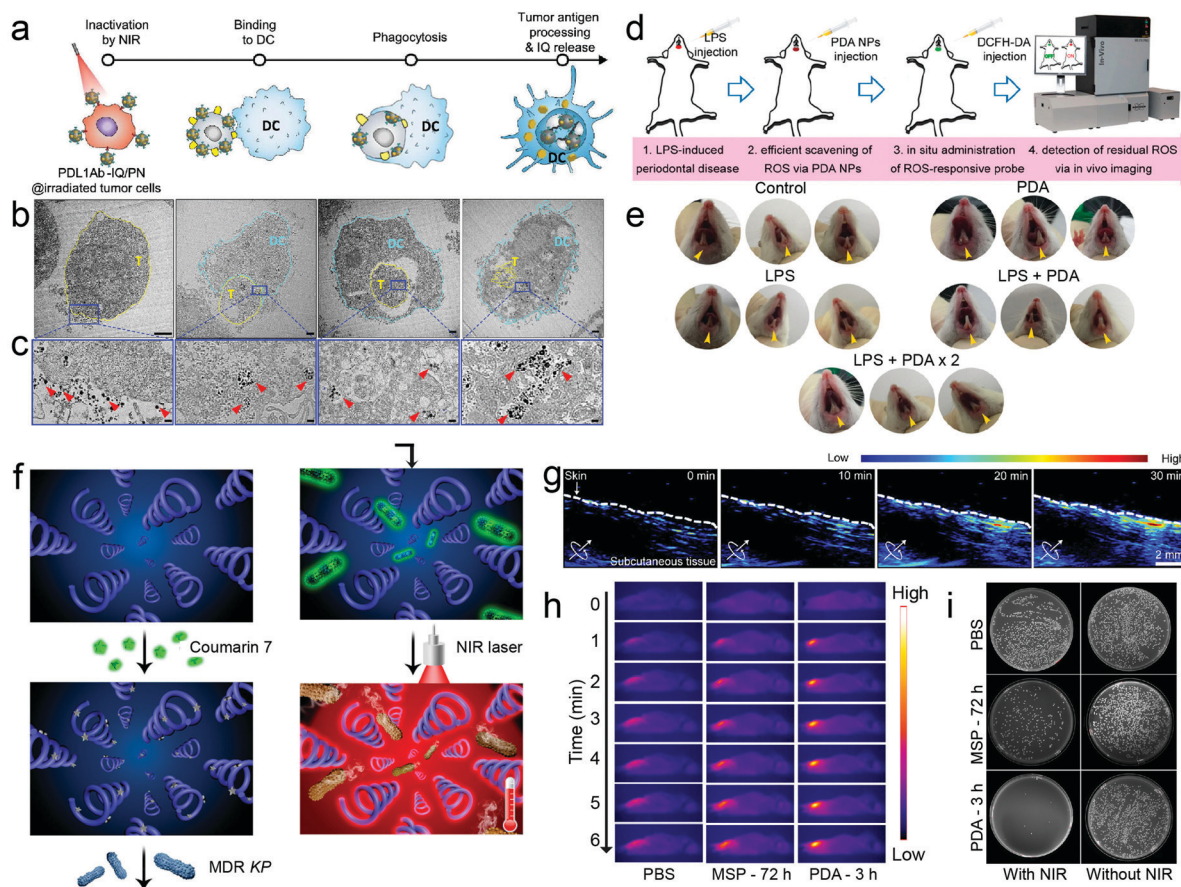 a
Inactivation
by NIR
Binding
to DC
Phagocytosis
Tumor antigen
processing
& IQ release
DC
DC
DC
PDL1Ab-IQ/PN
@irradiated tumor cells
b
T
DC
T
DC
T
DC
T
c
d
LPS
injection
PDA NPs
injection
DCFH-DA
injection
OFF
ON
In-Vivo
1. LPS-induced
periodontal disease
2. efficient scavening of
ROS via PDA NPs
3. in situ administration
of ROS-responsive probe
4. detection of residual ROS
via in vivo imaging
e
Control
PDA
LPS
LPS + PDA
LPS + PDA x 2
f
Coumarin 7
MDR KP
NIR laser
Low
High
g
Skin
0 min
10 min
20 min
30 min
Subcutaneous tissue
2 mm
h
Time (min)
0
1
2
3
4
5
6
PBS
MSP - 72 h
PDA - 3 h
High
Low
i
PBS
MSP - 72 h
PDA - 3 h
With NIR
Without NIR